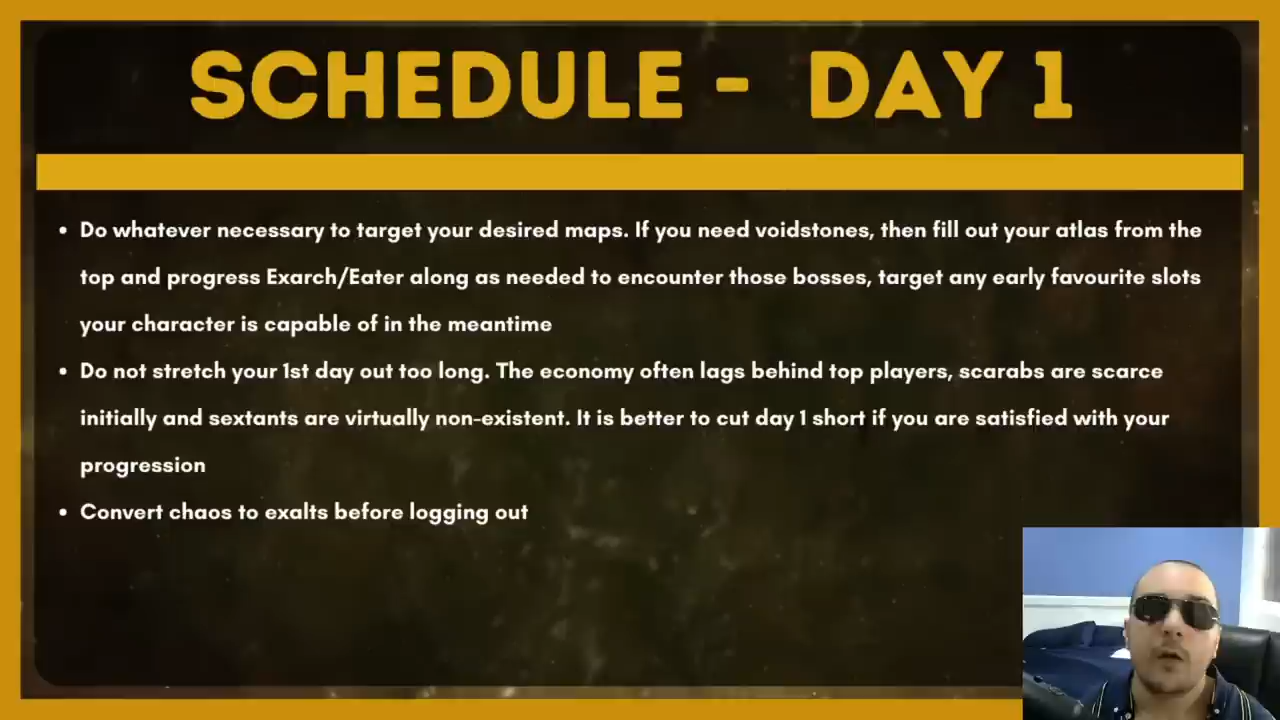 SCHEDULE - DAY 1
• Do whatever necessary to target your desired maps. If you need voidstones, then fill out your atlas from the
top and progress Exarch/Eater along as needed to encounter those bosses, target any early favourite slots
your character is capable of in the meantime
• Do not stretch your 1st day out too long. The economy often lags behind top players, scarabs are scarce
initially and sextants are virtually non-existent. It is better to cut day 1 short if you are satisfied with your
progression
• Convert chaos to exalts before logging out